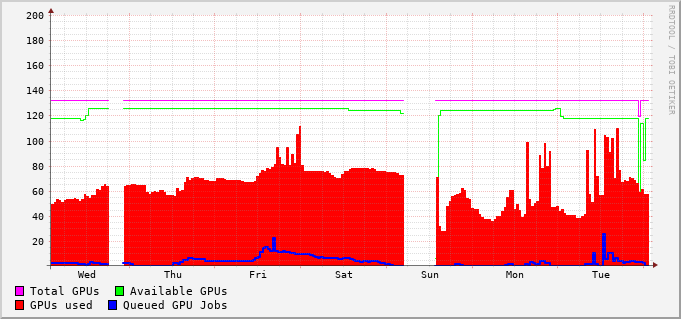 200
180
160
140
120
100
80
60
40
20
Wed Thu Fri Sat Sun Mon Tue
Total GPUs Available GPUs
GPUs used Queued GPU Jobs
RRDTOOL / TOBI OETIKER